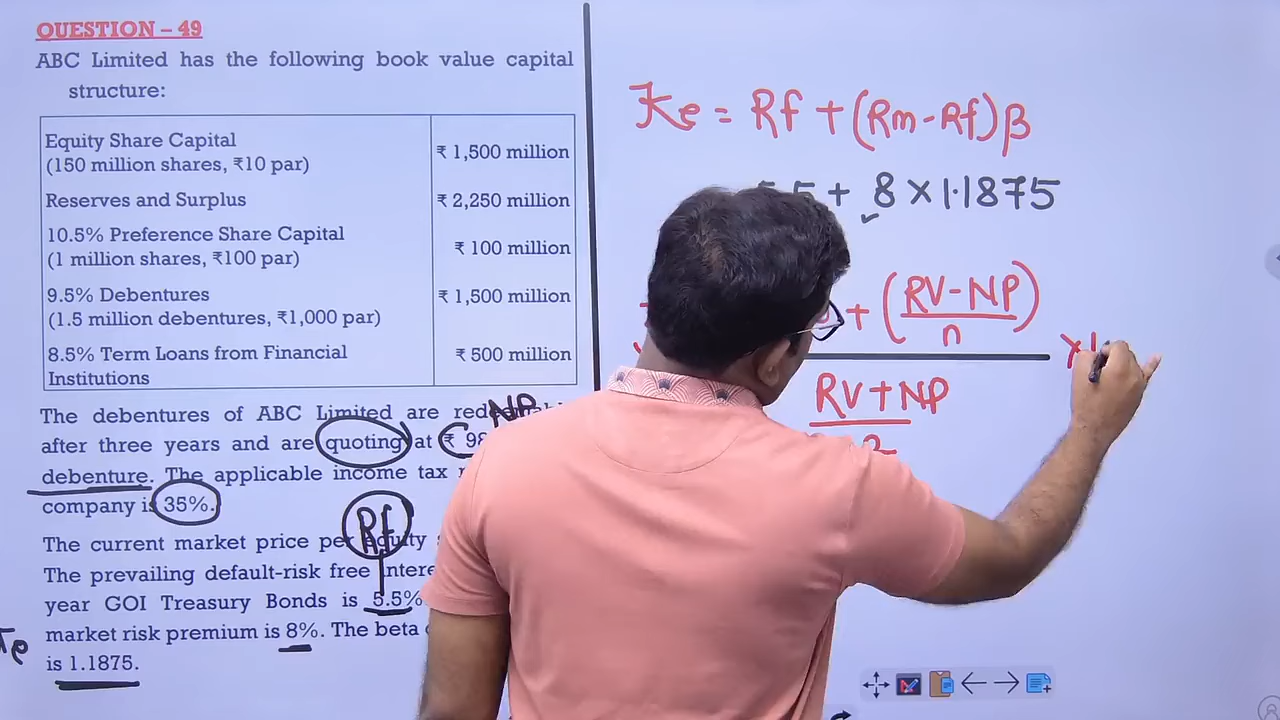 QUESTION – 49
ABC Limited has the following book value capital
structure:
Equity Share Capital
(150 million shares, ₹10 par)
₹ 1,500 million
Reserves and Surplus
₹ 2,250 million
10.5% Preference Share Capital
(1 million shares, ₹100 par)
₹ 100 million
9.5% Debentures
(1.5 million debentures, ₹1,000 par)
₹ 1,500 million
8.5% Term Loans from Financial
Institutions
₹ 500 million
NP
The debentures of ABC Limited are
after three years and are quoting at ₹
debenture. The applicable income tax
company is 35%.
Rf
The current market price per
The prevailing default-risk free
year GOI Treasury Bonds is 5.5%
market risk premium is 8%. The beta
is 1.1875.
Ke = Rf + (Rm-Rf)β
+ 8 × 1.1875
+ (RV-NP)
n
RV+NP
2